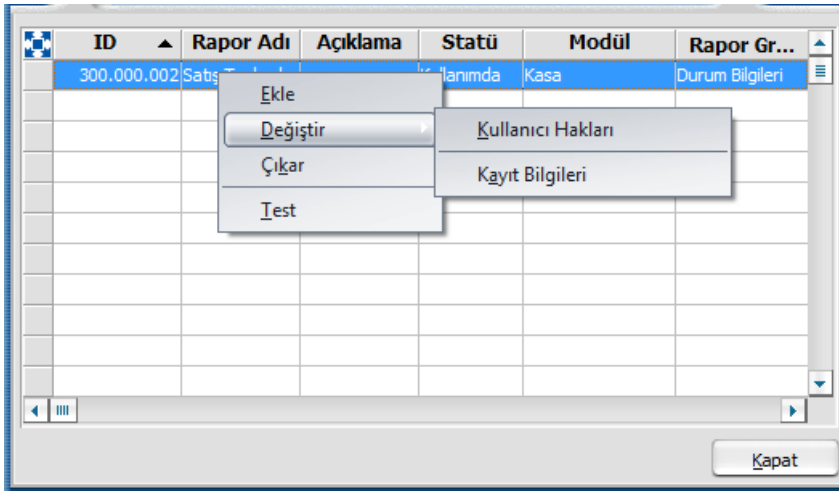 ID Rapor Adı Açıklama Statü Modül Rapor Gr...
300.000.002 Kasa Durum Bilgileri
Ekle
Değiştir
Çıkar
Test
Kullanıcı Hakları
Kayıt Bilgileri
Kapat